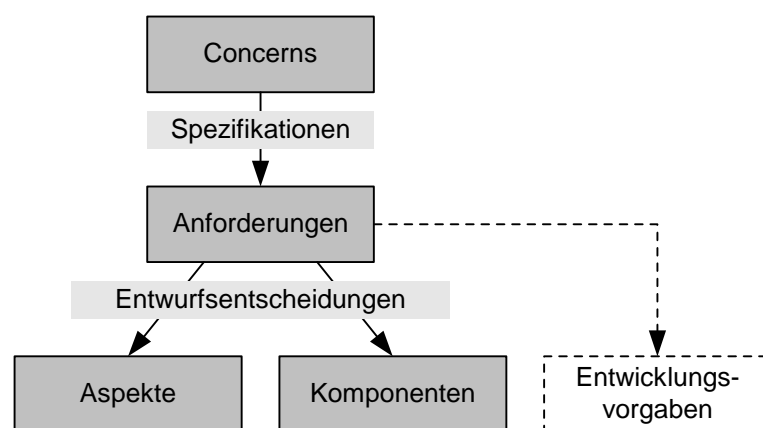 Concerns
Spezifikationen
Anforderungen
Entwurfsentscheidungen
Aspekte
Komponenten
Entwicklungs-
vorgaben